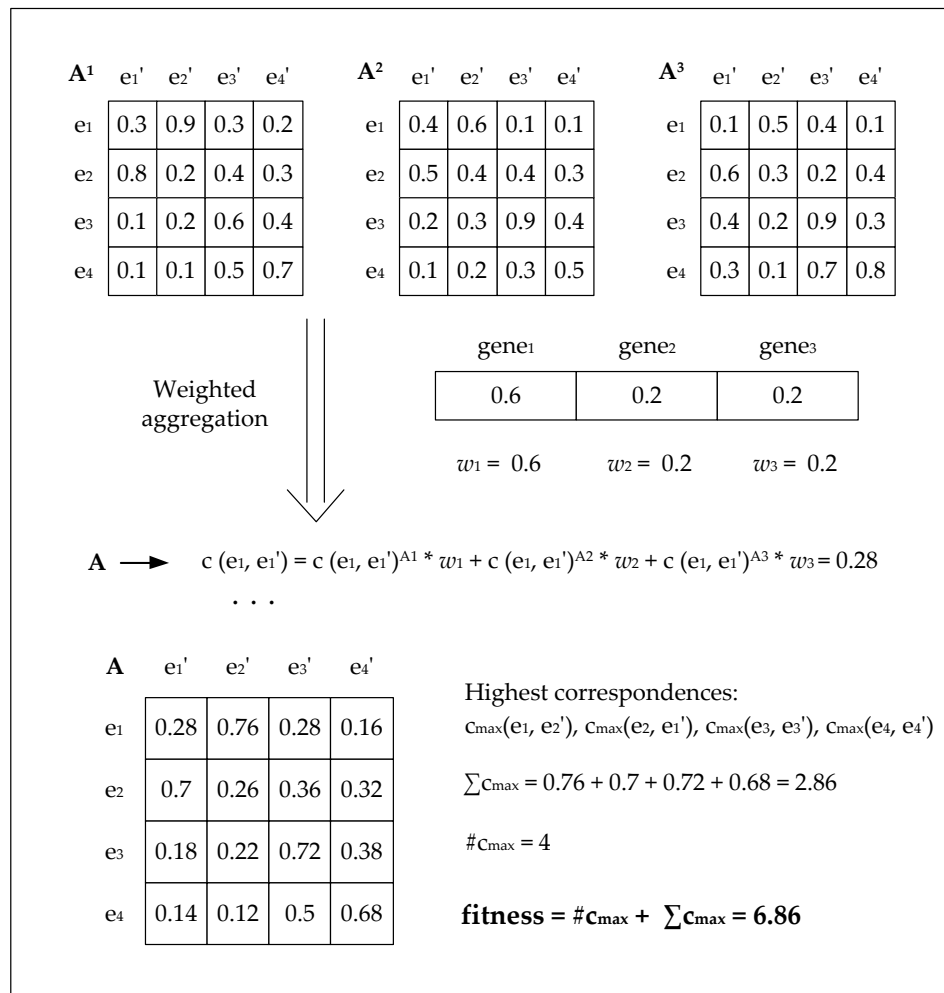 A¹ e₁' e₂' e₃' e₄'
e₁ 0.3 0.9 0.3 0.2
e₂ 0.8 0.2 0.4 0.3
e₃ 0.1 0.2 0.6 0.4
e₄ 0.1 0.1 0.5 0.7
A² e₁' e₂' e₃' e₄'
e₁ 0.4 0.6 0.1 0.1
e₂ 0.5 0.4 0.4 0.3
e₃ 0.2 0.3 0.9 0.4
e₄ 0.1 0.2 0.3 0.5
A³ e₁' e₂' e₃' e₄'
e₁ 0.1 0.5 0.4 0.1
e₂ 0.6 0.3 0.2 0.4
e₃ 0.4 0.2 0.9 0.3
e₄ 0.3 0.1 0.7 0.8
Weighted
aggregation
gene₁ gene₂ gene₃
0.6 0.2 0.2
w₁ = 0.6 w₂ = 0.2 w₃ = 0.2
A c (e₁, e₁') = c (e₁, e₁')ᴬ¹ * w₁ + c (e₁, e₁')ᴬ² * w₂ + c (e₁, e₁')ᴬ³ * w₃ = 0.28
. . .
A e₁' e₂' e₃' e₄'
e₁ 0.28 0.76 0.28 0.16
e₂ 0.7 0.26 0.36 0.32
e₃ 0.18 0.22 0.72 0.38
e₄ 0.14 0.12 0.5 0.68
Highest correspondences:
cmax(e₁, e₂'), cmax(e₂, e₁'), cmax(e₃, e₃'), cmax(e₄, e₄')
∑cmax = 0.76 + 0.7 + 0.72 + 0.68 = 2.86
#cmax = 4
fitness = #cmax + ∑cmax = 6.86